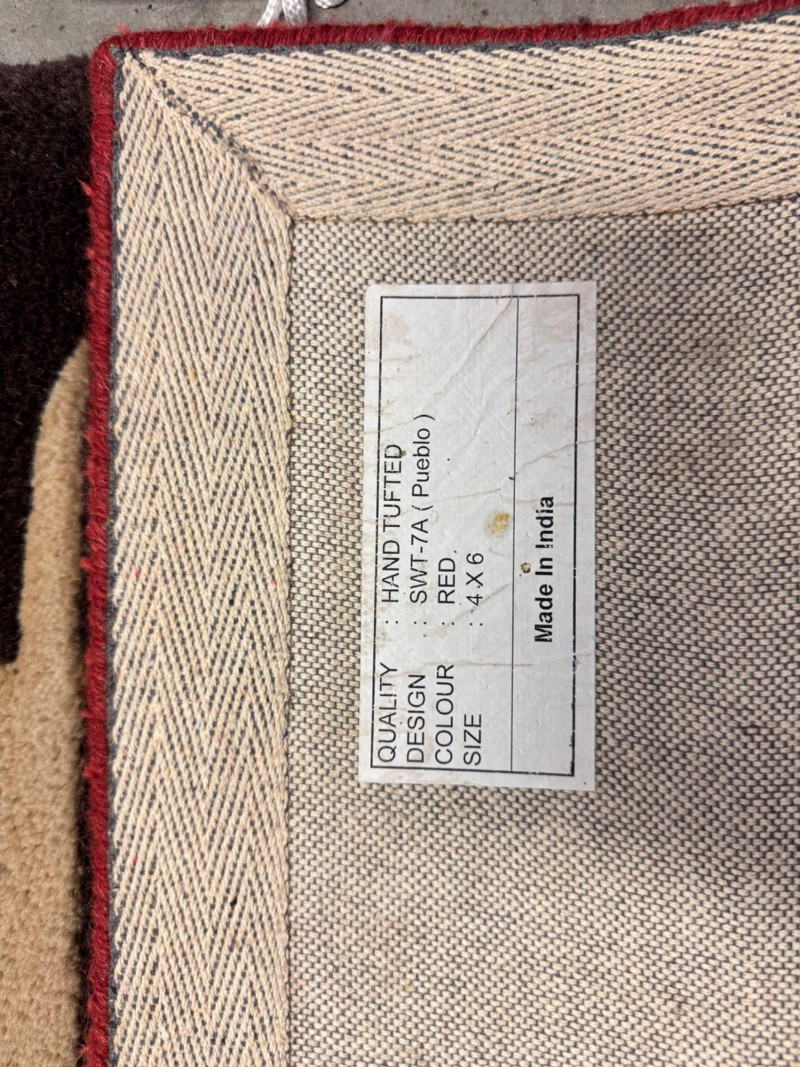 QUALITY : HAND TUFTED
DESIGN : SWT-7A ( Pueblo )
COLOUR : RED.
SIZE : 4 X 6
Made In India